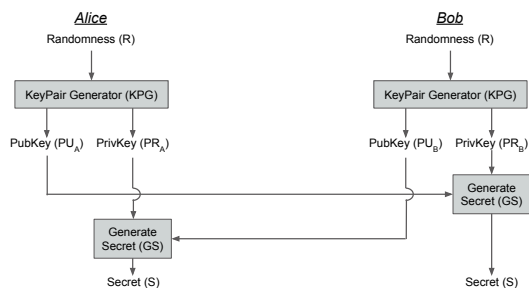 Alice
Bob
Randomness (R)
Randomness (R)
KeyPair Generator (KPG)
KeyPair Generator (KPG)
PubKey (PU_A)
PrivKey (PR_A)
PubKey (PU_B)
PrivKey (PR_B)
Generate
Secret (GS)
Generate
Secret (GS)
Secret (S)
Secret (S)